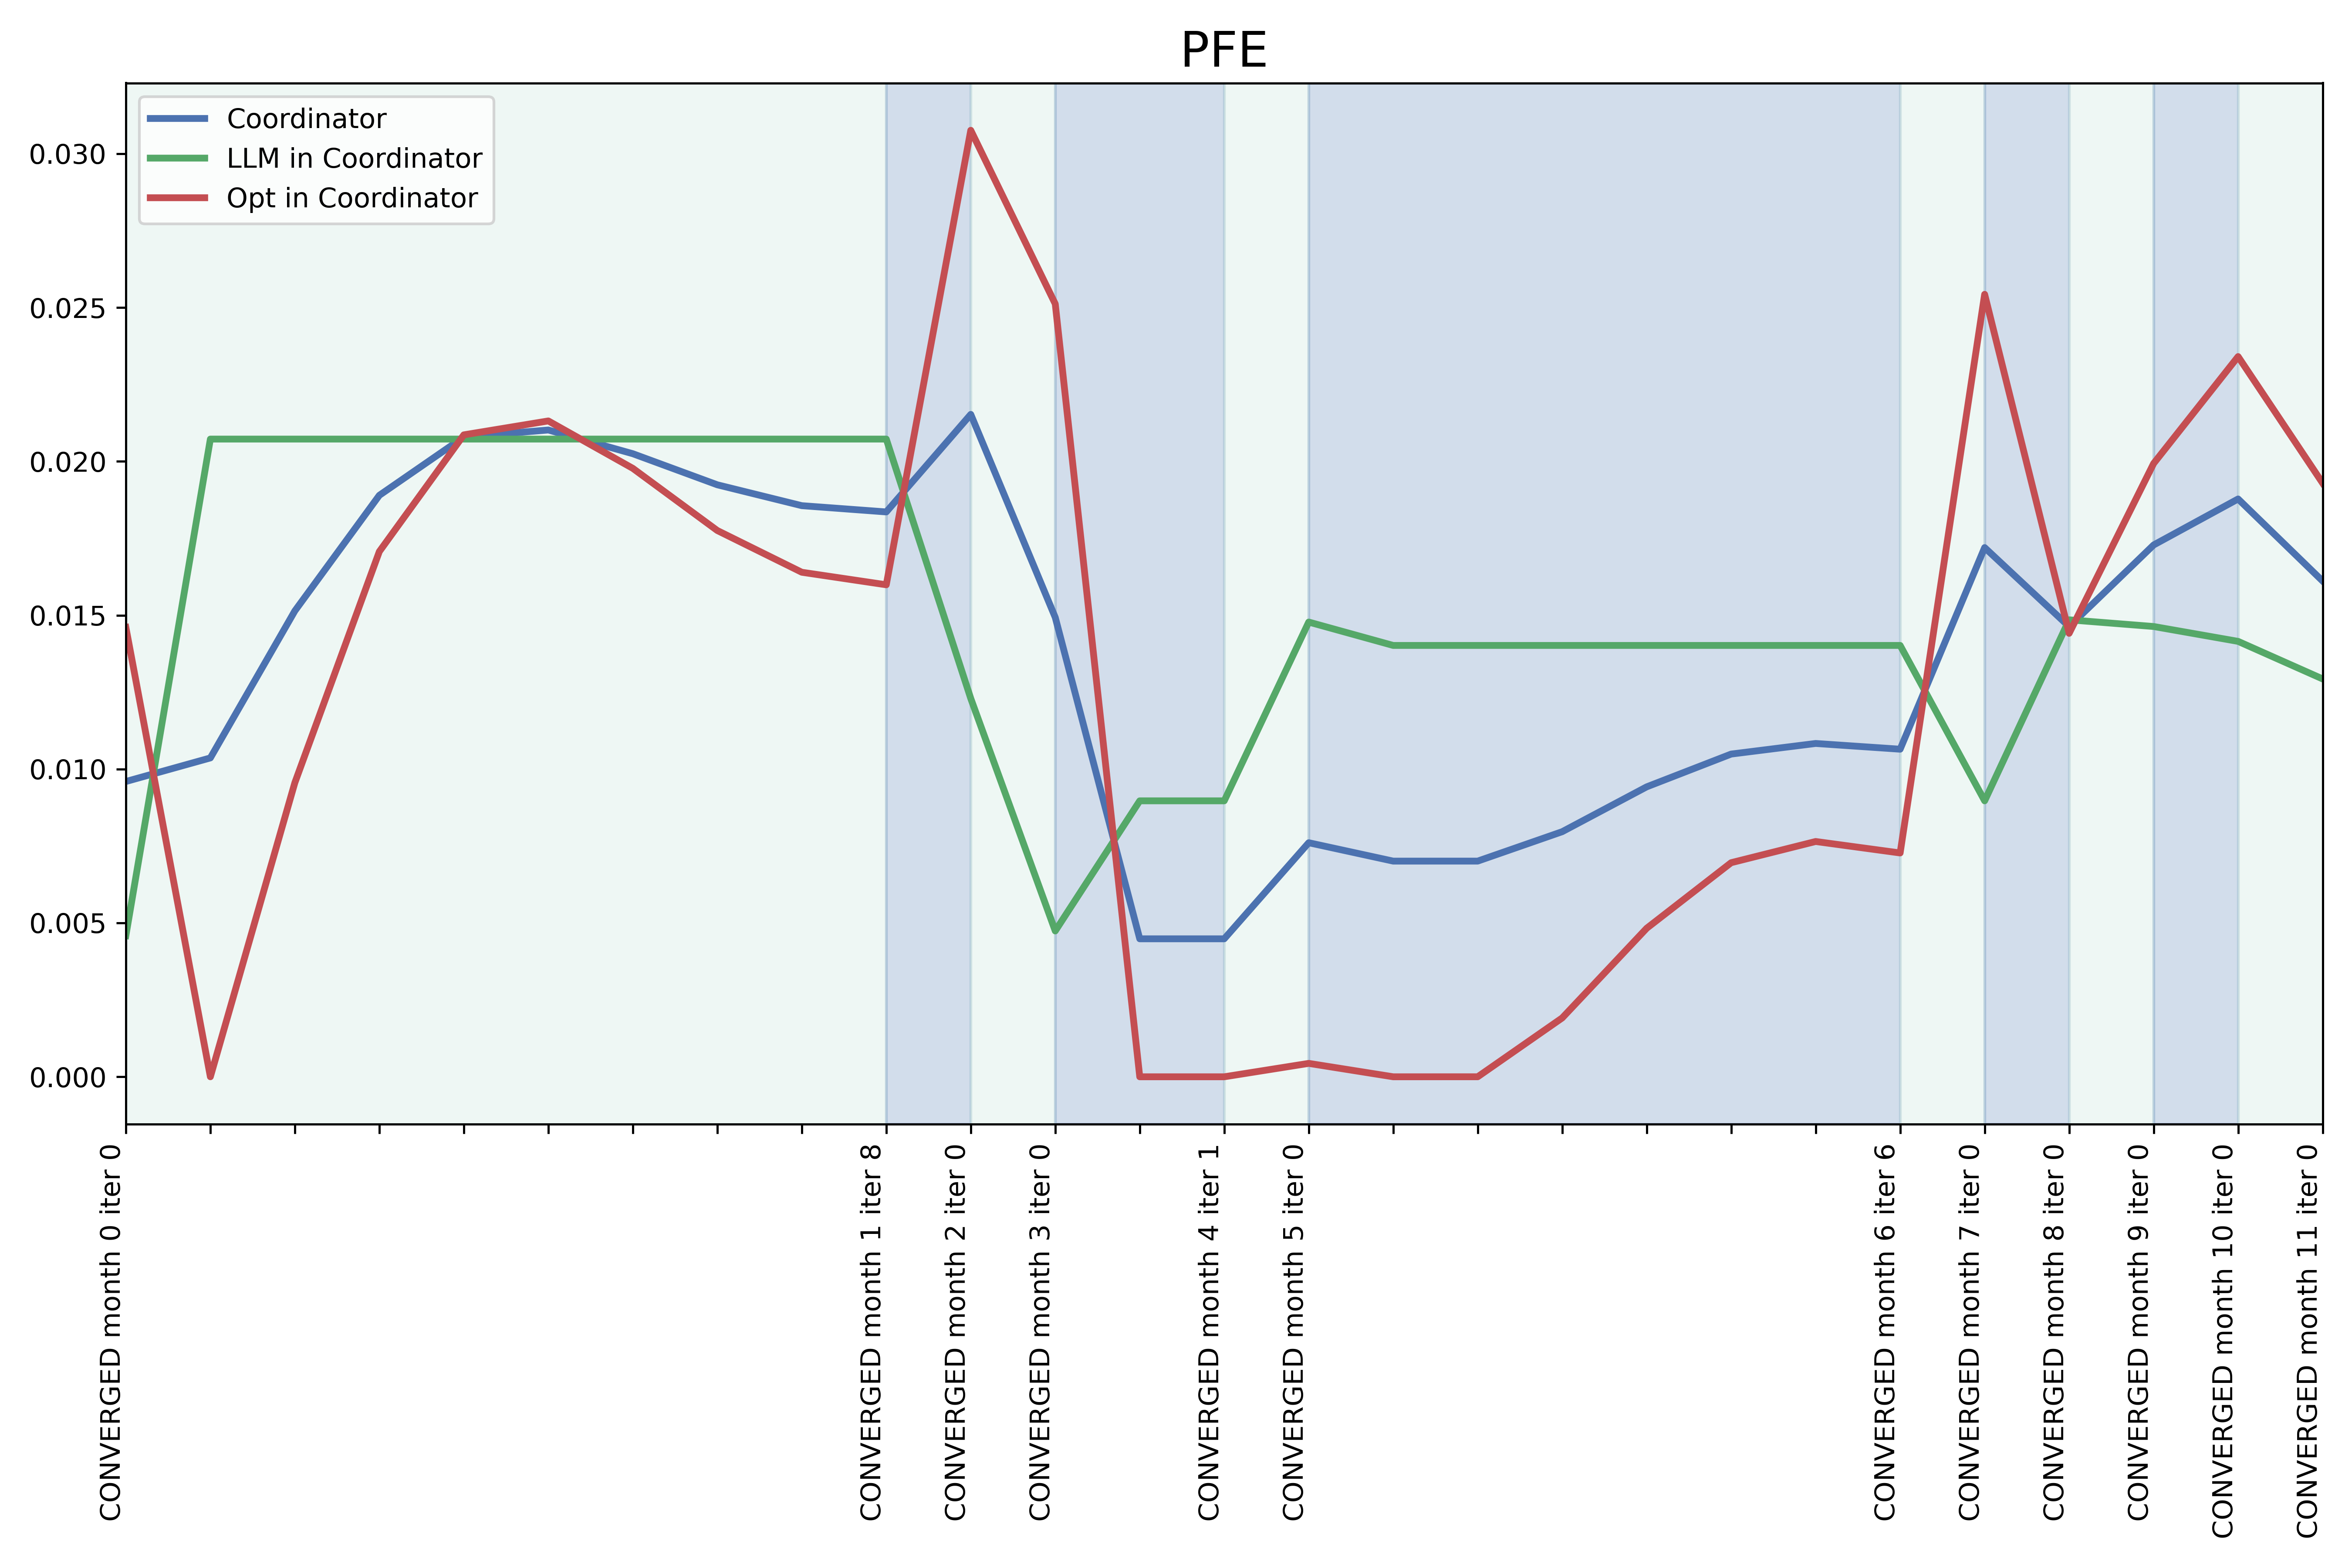 PFE
Coordinator
LLM in Coordinator
Opt in Coordinator
0.030
0.025
0.020
0.015
0.010
0.005
0.000
CONVERGED month 0 iter 0
CONVERGED month 1 iter 8
CONVERGED month 2 iter 0
CONVERGED month 3 iter 0
CONVERGED month 4 iter 1
CONVERGED month 5 iter 0
CONVERGED month 6 iter 6
CONVERGED month 7 iter 0
CONVERGED month 8 iter 0
CONVERGED month 9 iter 0
CONVERGED month 10 iter 0
CONVERGED month 11 iter 0